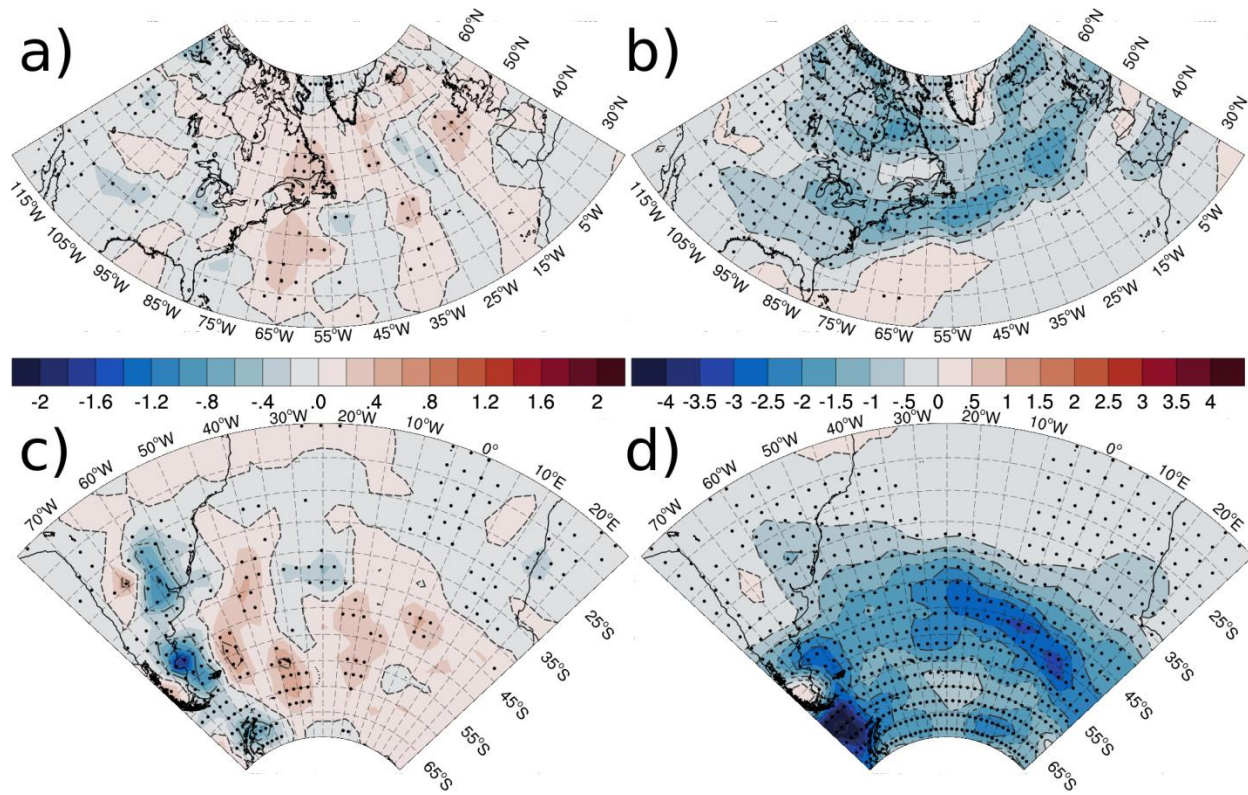 a)
60°N
50°N
40°N
30°N
115°W
105°W
95°W
85°W
75°W
65°W
55°W
45°W
35°W
25°W
15°W
5°W
b)
60°N
50°N
40°N
30°N
115°W
105°W
95°W
85°W
75°W
65°W
55°W
45°W
35°W
25°W
15°W
5°W
-2 -1.6 -1.2 -.8 -.4 .0 .4 .8 1.2 1.6 2
-4 -3.5 -3 -2.5 -2 -1.5 -1 -.5 0 .5 1 1.5 2 2.5 3 3.5 4
c)
70°W
60°W
50°W
40°W
30°W
20°W
10°W
0°
10°E
20°E
25°S
35°S
45°S
55°S
65°S
d)
70°W
60°W
50°W
40°W
30°W
20°W
10°W
0°
10°E
20°E
25°S
35°S
45°S
55°S
65°S